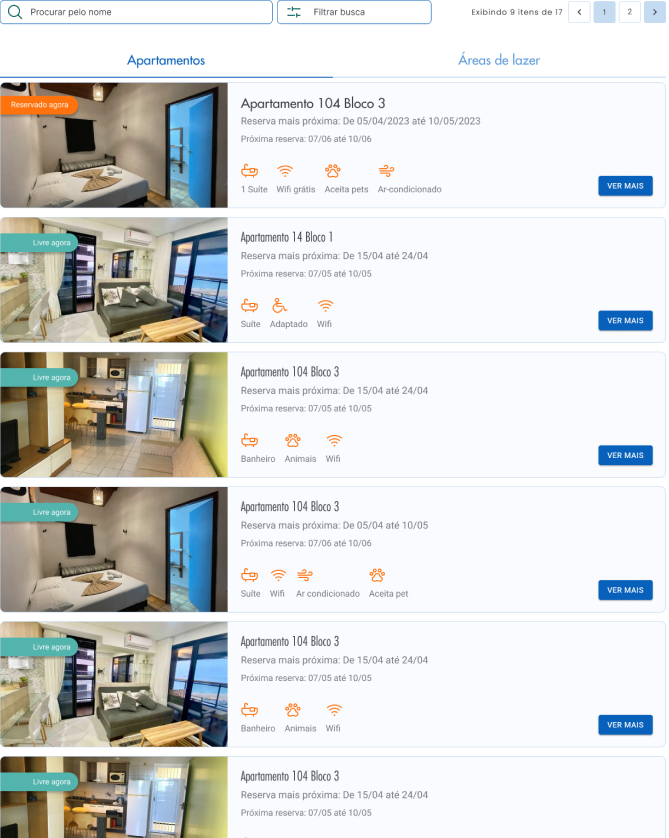 Procurar pelo nome
Filtrar busca
Exibindo 9 itens de 17
1
2
Apartamentos
Áreas de lazer
Reservado agora
Apartamento 104 Bloco 3
Reserva mais próxima: De 05/04/2023 até 10/05/2023
Próxima reserva: 07/06 até 10/06
1 Suíte Wifi grátis Aceita pets Ar-condicionado
VER MAIS
Livre agora
Apartamento 14 Bloco 1
Reserva mais próxima: De 15/04 até 24/04
Próxima reserva: 07/05 até 10/05
Suíte Adaptado Wifi
VER MAIS
Livre agora
Apartamento 104 Bloco 3
Reserva mais próxima: De 15/04 até 24/04
Próxima reserva: 07/05 até 10/05
Banheiro Animais Wifi
VER MAIS
Livre agora
Apartamento 104 Bloco 3
Reserva mais próxima: De 05/04 até 10/05
Próxima reserva: 07/06 até 10/06
Suíte Wifi Ar condicionado Aceita pet
VER MAIS
Livre agora
Apartamento 104 Bloco 3
Reserva mais próxima: De 15/04 até 24/04
Próxima reserva: 07/05 até 10/05
Banheiro Animais Wifi
VER MAIS
Livre agora
Apartamento 104 Bloco 3
Reserva mais próxima: De 15/04 até 24/04
Próxima reserva: 07/05 até 10/05